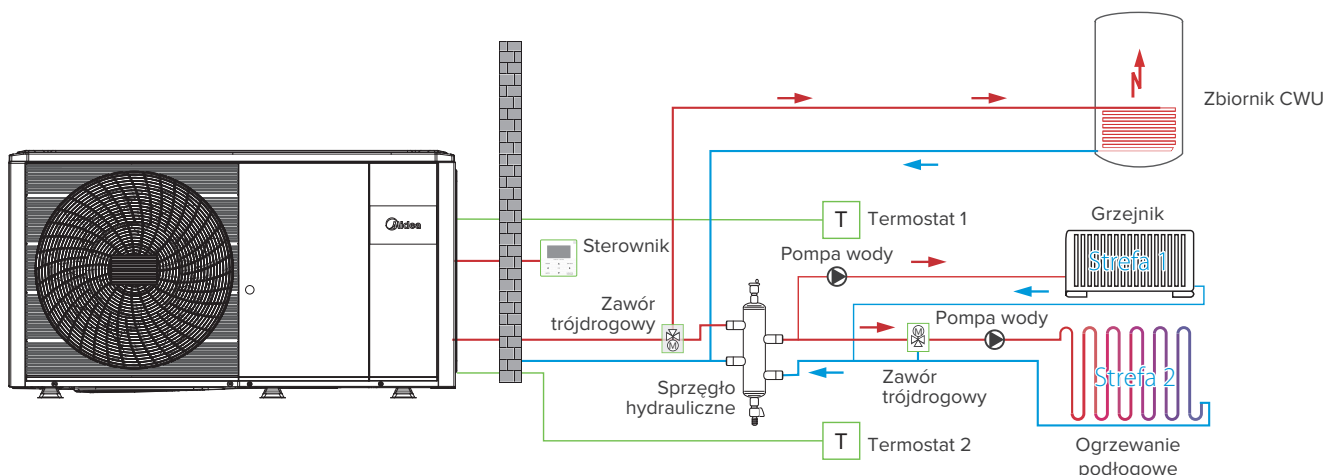 Zbiornik CWU
T
Termostat 1
Grzejnik
Midea
Sterownik
Pompa wody
Strefa 1
Zawór
trójdrogowy
M
M
Pompa wody
Strefa 2
Sprzęgło
hydrauliczne
Zawór
trójdrogowy
T
Termostat 2
Ogrzewanie
podłogowe